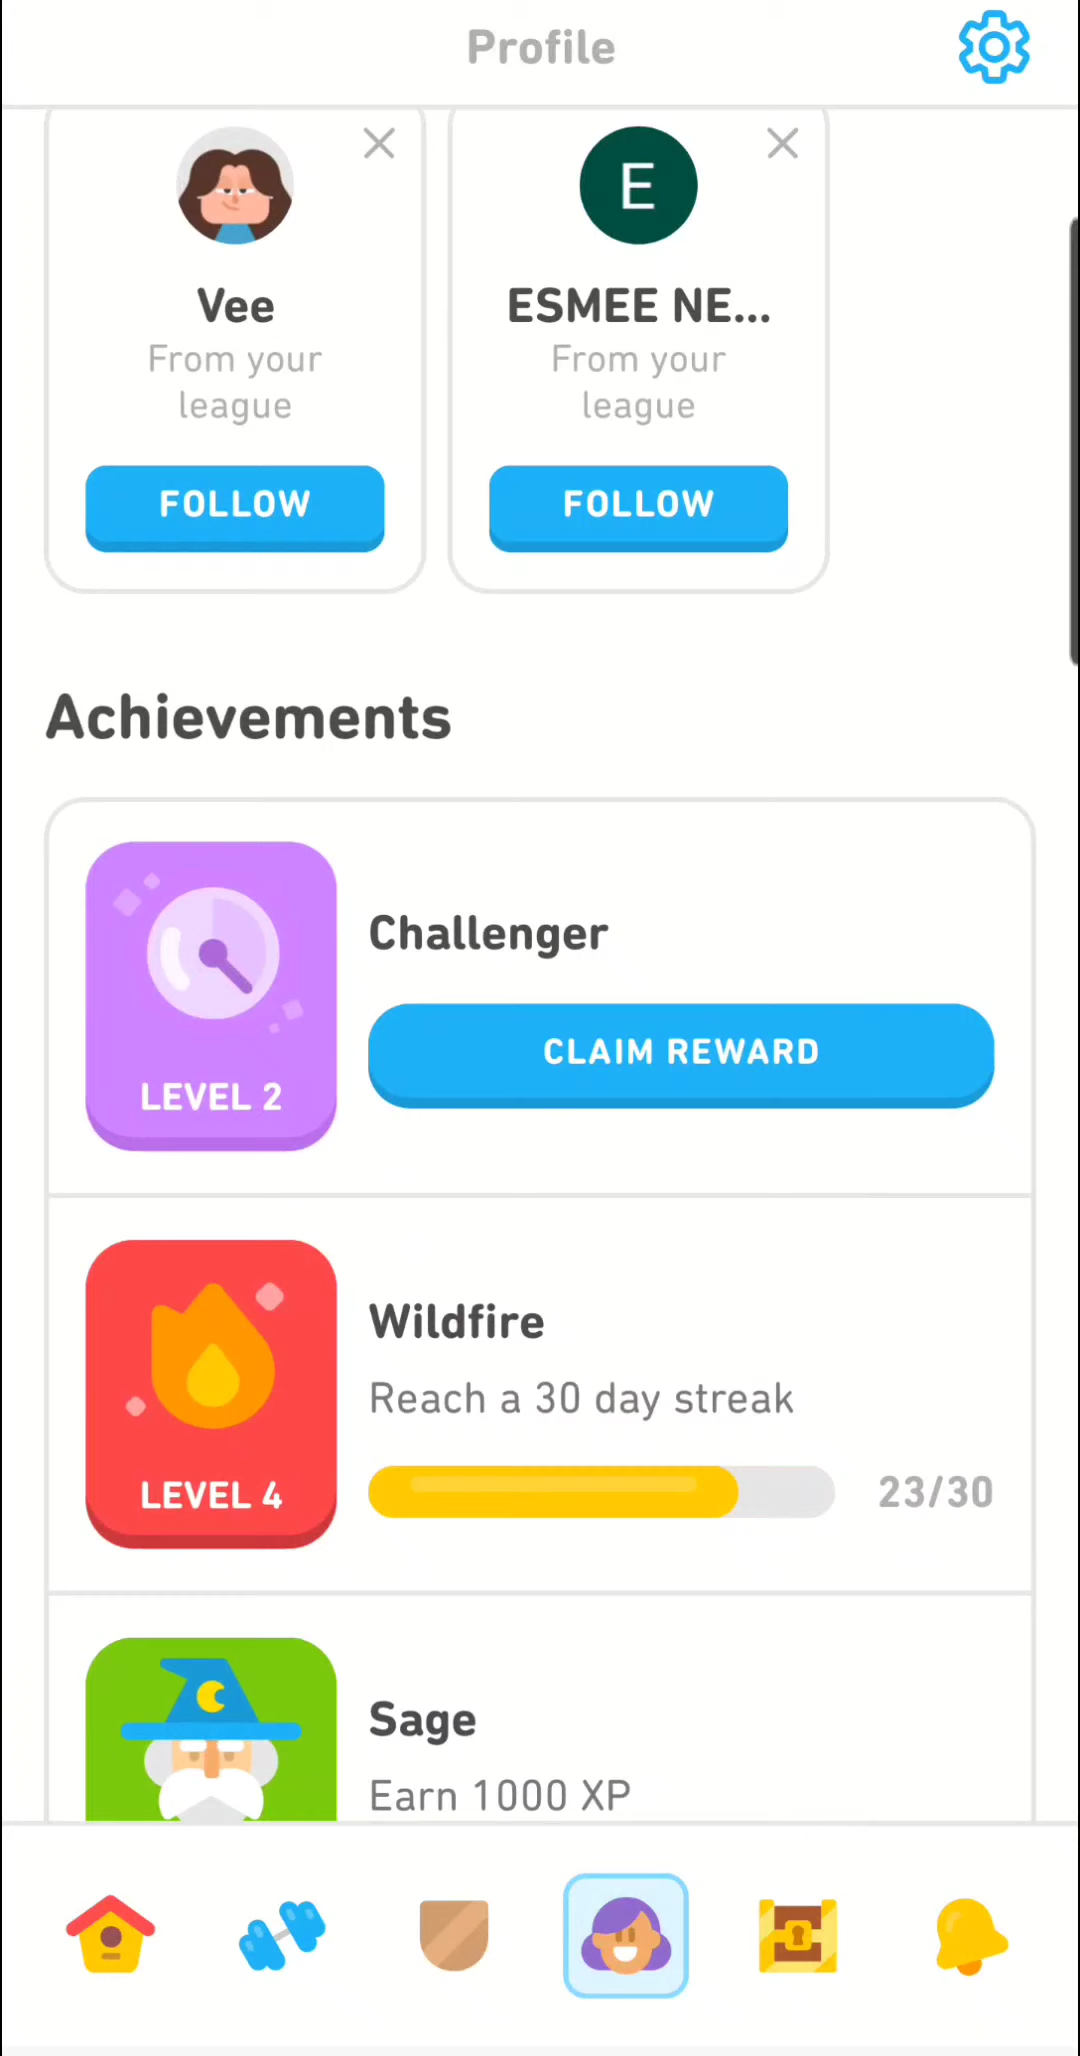 Profile
Vee
From your
league
FOLLOW
E
ESMEE NE...
From your
league
FOLLOW
Achievements
LEVEL 2
Challenger
CLAIM REWARD
LEVEL 4
Wildfire
Reach a 30 day streak
23/30
Sage
Earn 1000 XP